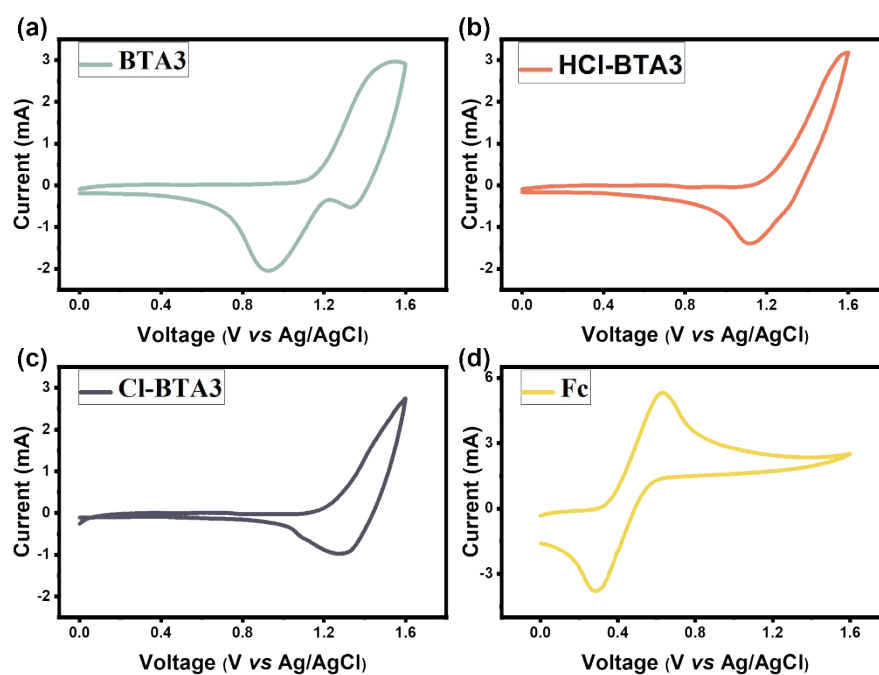 (a)
BTA3
Current (mA)
3
2
1
0
-1
-2
0.0 0.4 0.8 1.2 1.6
Voltage (V vs Ag/AgCl)
(b)
HCl-BTA3
Current (mA)
3
2
1
0
-1
-2
0.0 0.4 0.8 1.2 1.6
Voltage (V vs Ag/AgCl)
(c)
Cl-BTA3
Current (mA)
3
2
1
0
-1
-2
0.0 0.4 0.8 1.2 1.6
Voltage (V vs Ag/AgCl)
(d)
Fc
Current (mA)
6
3
0
-3
0.0 0.4 0.8 1.2 1.6
Voltage (V vs Ag/AgCl)